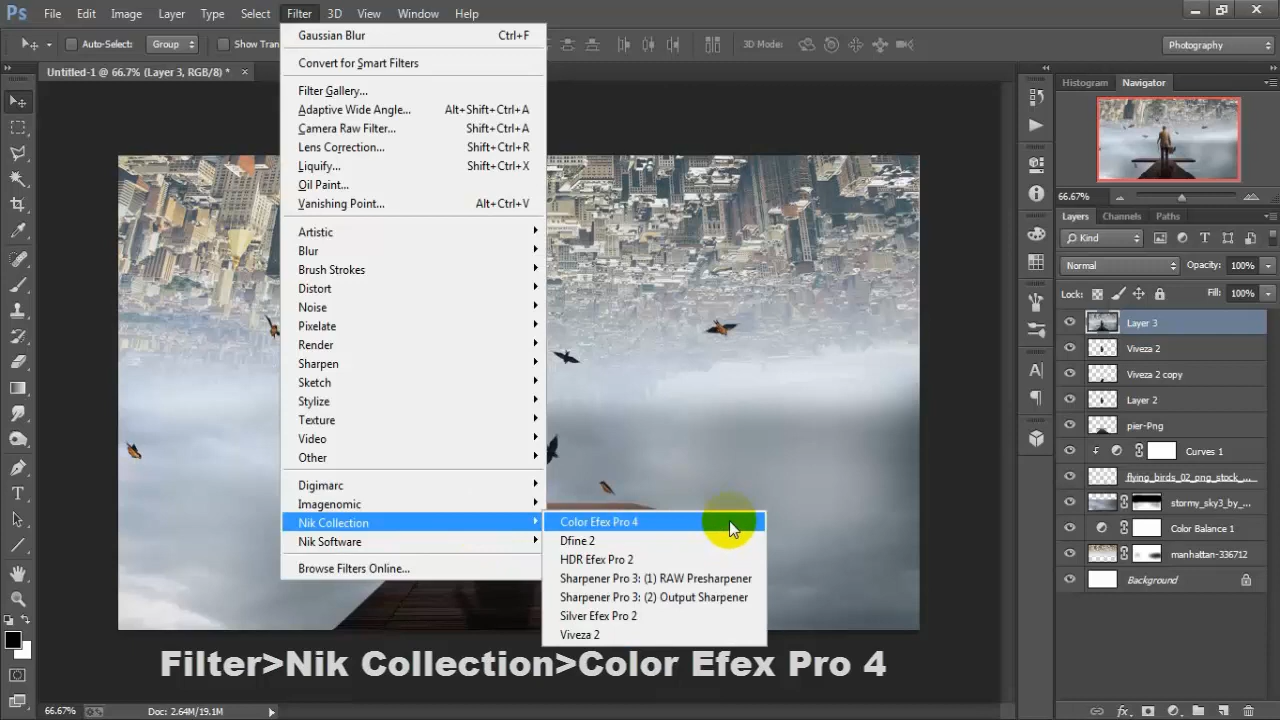 Ps File Edit Image Layer Type Select Filter 3D View Window Help
Auto-Select: Group Show Tran 3D Mode: Photography
Untitled-1 @ 66.7% (Layer 3, RGB/8) * ×
Gaussian Blur Ctrl+F
Convert for Smart Filters
Filter Gallery...
Adaptive Wide Angle... Alt+Shift+Ctrl+A
Camera Raw Filter... Shift+Ctrl+A
Lens Correction... Shift+Ctrl+R
Liquify... Shift+Ctrl+X
Oil Paint...
Vanishing Point... Alt+Ctrl+V
Artistic
Blur
Brush Strokes
Distort
Noise
Pixelate
Render
Sharpen
Sketch
Stylize
Texture
Video
Other
Digimarc
Imagenomic
Nik Collection
Nik Software
Browse Filters Online...
Color Efex Pro 4
Dfine 2
HDR Efex Pro 2
Sharpener Pro 3: (1) RAW Presharpener
Sharpener Pro 3: (2) Output Sharpener
Silver Efex Pro 2
Viveza 2
Histogram Navigator
66.67%
Layers Channels Paths
Kind
Normal Opacity: 100%
Lock: Fill: 100%
Layer 3
Viveza 2
Viveza 2 copy
Layer 2
pier-Png
Curves 1
flying_birds_02_png_stock_...
stormy_sky3_by_...
Color Balance 1
manhattan-336712
Background
Filter>Nik Collection>Color Efex Pro 4
66.67% Doc: 2.64M/19.1M